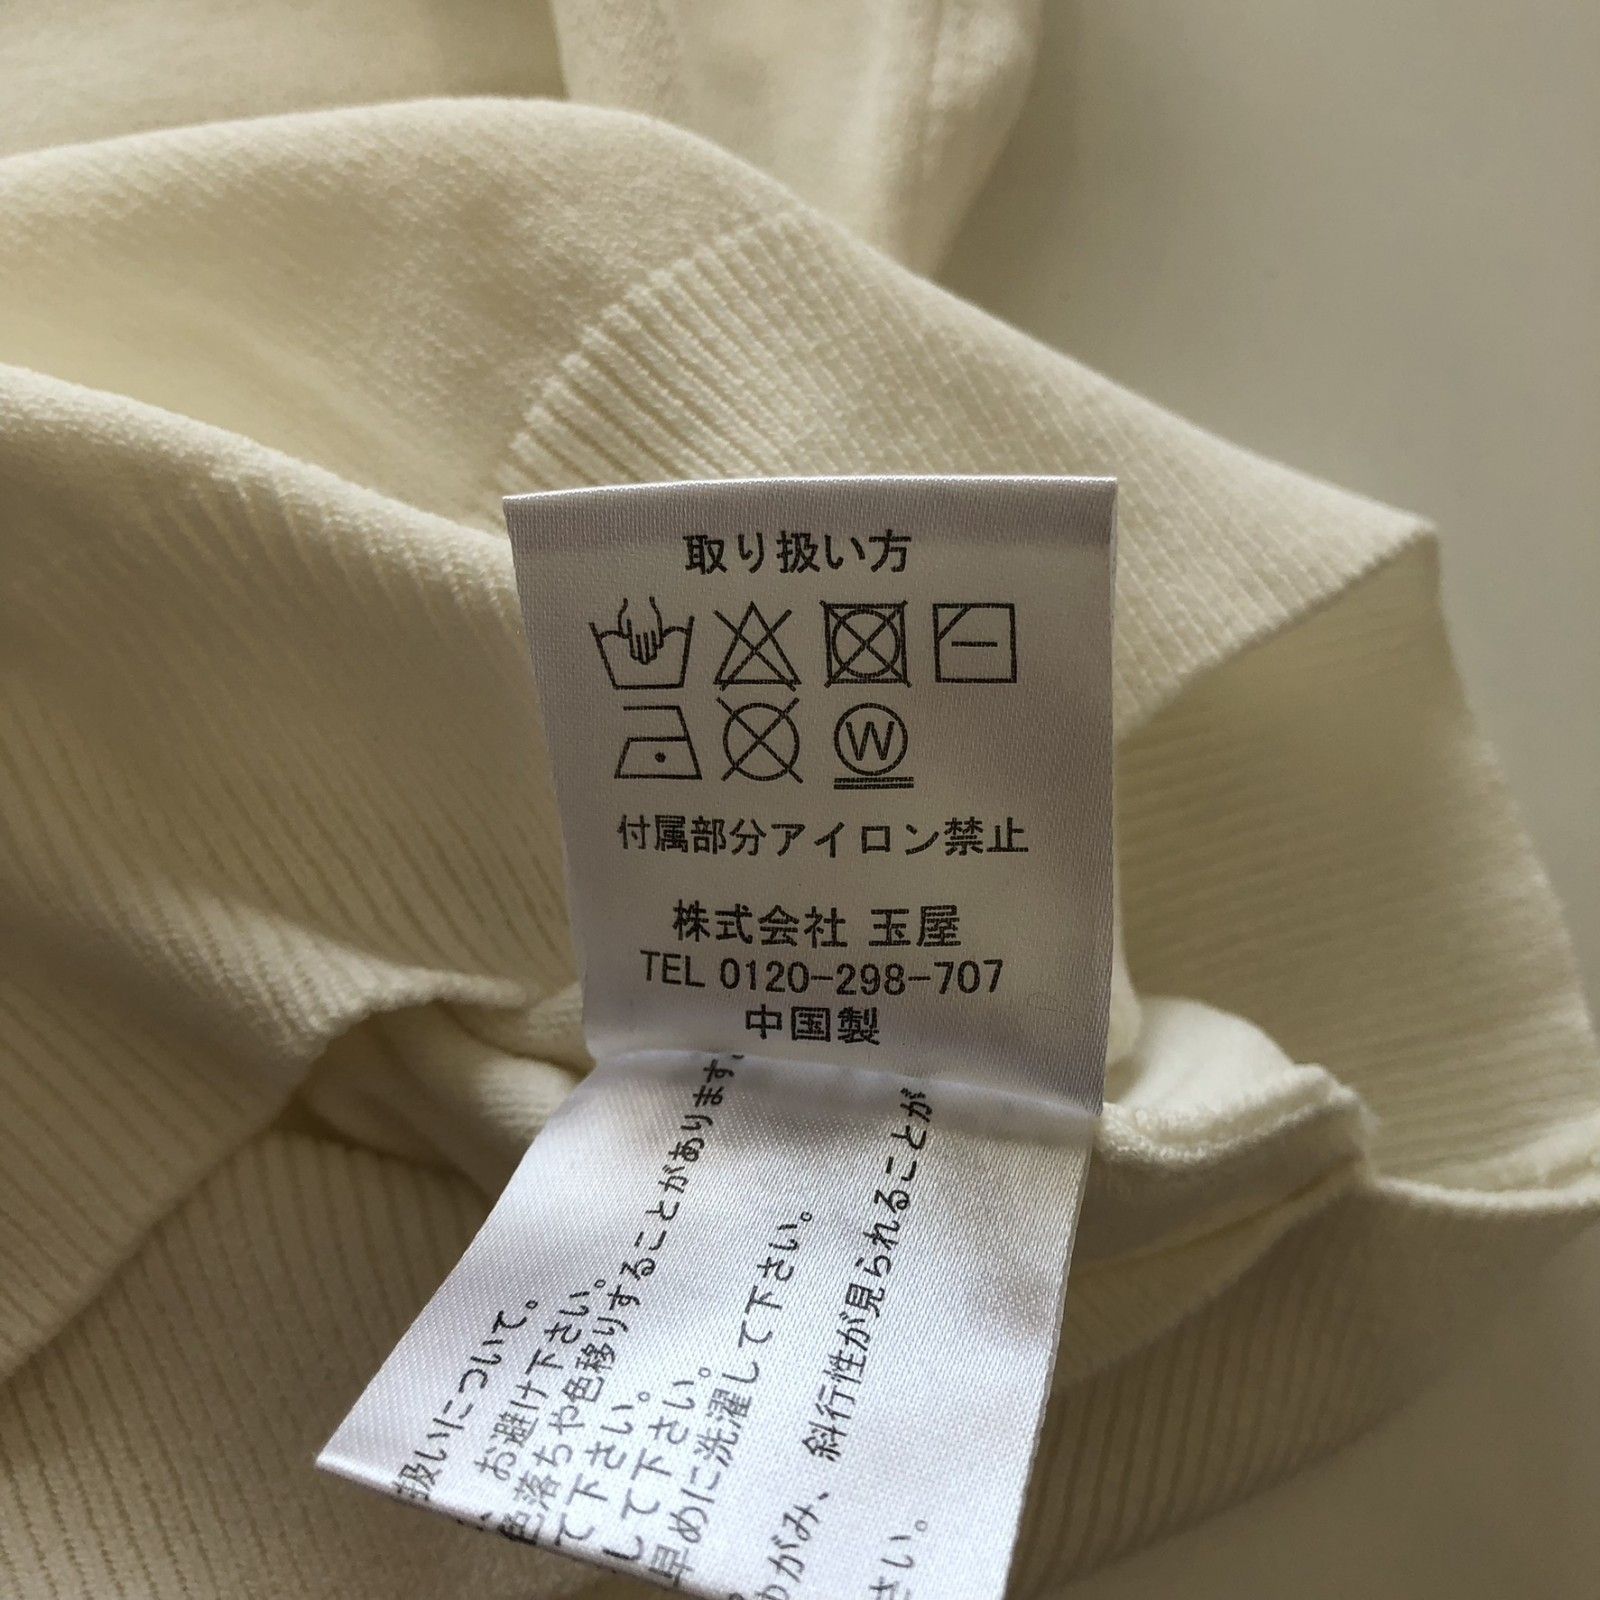 取り扱い方
W
付属部分アイロン禁止
株式会社 玉屋
TEL 0120-298-707
中国製
扱いについて。
お避け下さい。
色落ちや色移りすることがあります。
て下さい。
して下さい。
早めに洗濯して下さい。
ゆがみ、斜行性が見られることが
さい。